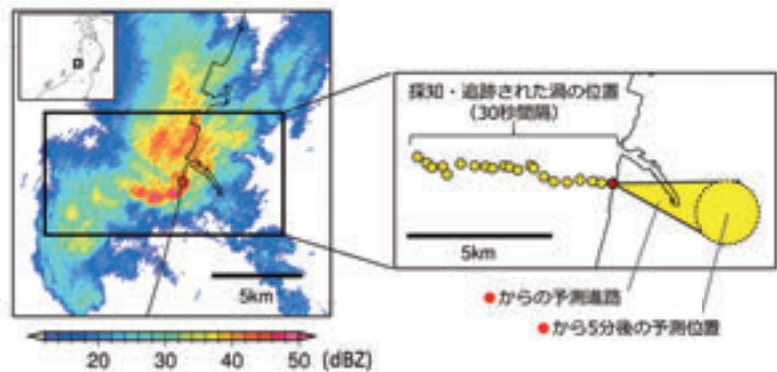 探知・追跡された渦の位置
（30秒間隔）
5km
5km
●からの予測進路
●から5分後の予測位置
20 30 40 50 (dBZ)